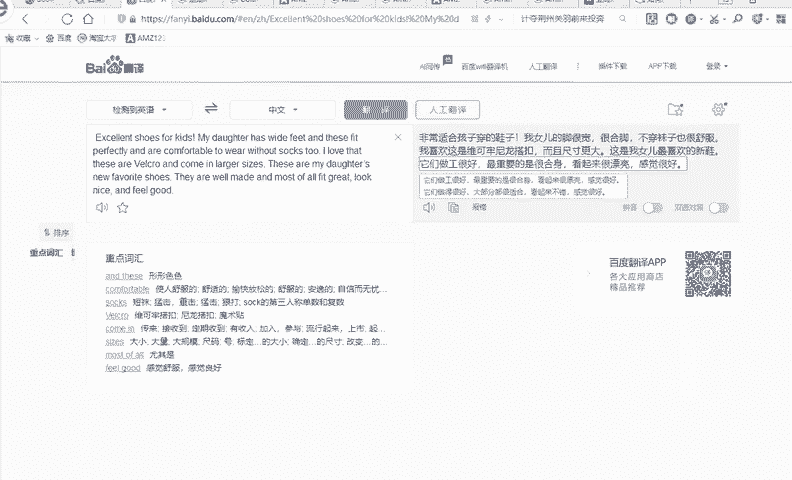 https://fanyi.baidu.com/#en/zh/Excellent%20shoes%20for%20kids!%20My%20d
计夺荆州关羽前来投奔
收藏 百度 淘宝大学 AMZ121
Bai 翻译
AI同传 百度wifi翻译机 人工翻译 插件下载 APP下载 登录
检测到英语 中文 翻译 人工翻译
Excellent shoes for kids! My daughter has wide feet and these fit
perfectly and are comfortable to wear without socks too. I love that
these are Velcro and come in larger sizes. These are my daughter's
new favorite shoes. They are well made and most of all fit great, look
nice, and feel good.
非常适合孩子穿的鞋子！我女儿的脚很宽，很合脚，不穿袜子也很舒服。
我喜欢这是维可牢尼龙搭扣，而且尺寸更大。这是我女儿最喜欢的新鞋。
它们做工很好，最重要的是很合身，看起来很漂亮，感觉很好。
它们做工很好，最重要的是很合身，看起来很漂亮，感觉很好。
它们做得很好，大部分都很适合，看起来不错，感觉很好。
排序
重点词汇
重点词汇
and these 形形色色
comfortable 使人舒服的; 舒适的; 愉快放松的; 舒服的; 安逸的; 自信而无忧...
socks 短袜; 猛击，重击; 猛击; 狠打; sock的第三人称单数和复数
Velcro 维可牢搭扣; 尼龙搭扣; 魔术贴
come in 传来; 接收到; 定期收到; 有收入, 加入，参与; 流行起来，上市, 起...
sizes 大小, 大量, 大规模, 尺码; 号, 标定…的大小; 确定…的尺寸, 改变…的...
most of all 尤其是
feel good 感觉舒服，感觉良好
百度翻译APP
各大应用商店
精品推荐